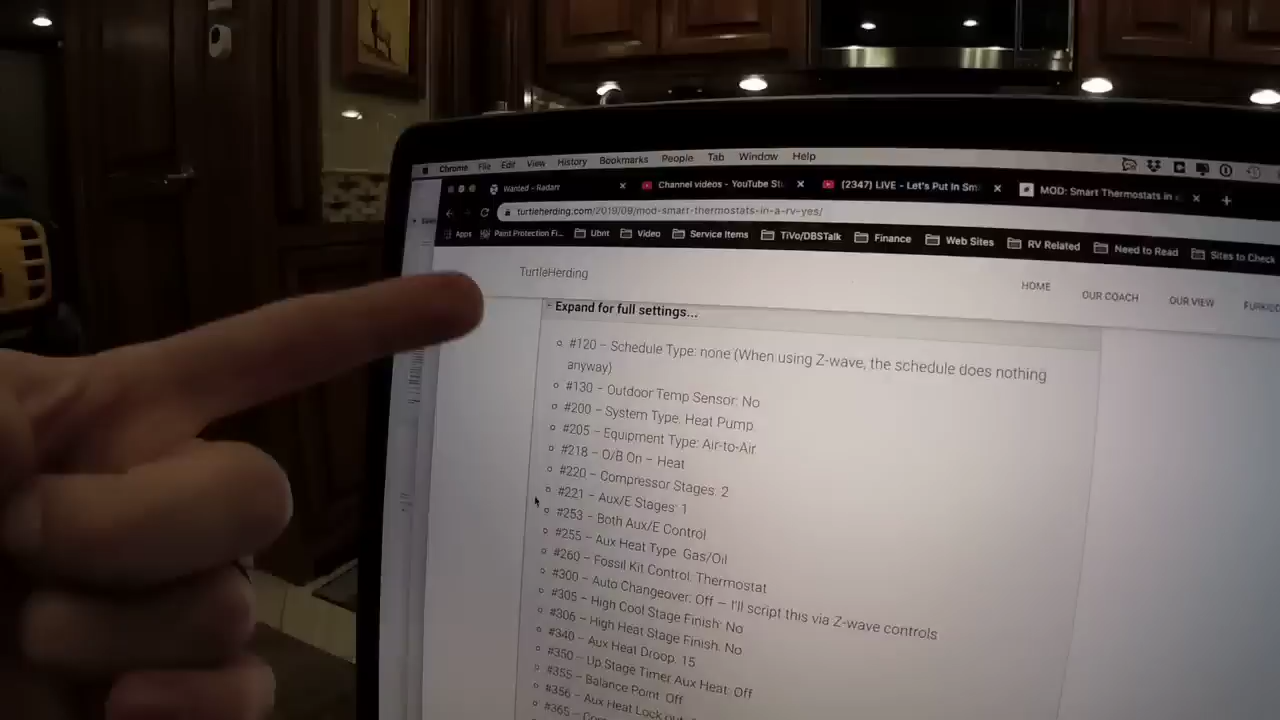 Chrome File Edit View History Bookmarks People Tab Window Help
Wanted - Radarr
Channel videos - YouTube St
(2347) LIVE - Let's Put In Sm
MOD: Smart Thermostats in
turtleherding.com/2019/09/mod-smart-thermostats-in-a-rv-yes/
Apps Paint Protection Fi... Ubnt Video Service Items TiVo/DBSTalk Finance Web Sites RV Related Need to Read Sites to Check
TurtleHerding HOME OUR COACH OUR VIEW
- Expand for full settings...
#120 – Schedule Type: none (When using Z-wave, the schedule does nothing
anyway)
#130 – Outdoor Temp Sensor: No
#200 – System Type: Heat Pump
#205 – Equipment Type: Air-to-Air
#218 – O/B On – Heat
#220 – Compressor Stages: 2
#221 – Aux/E Stages: 1
#253 – Both Aux/E Control
#255 – Aux Heat Type: Gas/Oil
#260 – Fossil Kit Control: Thermostat
#300 – Auto Changeover: Off – I'll script this via Z-wave controls
#305 – High Cool Stage Finish: No
#306 – High Heat Stage Finish: No
#340 – Aux Heat Droop: 15
#350 – Up Stage Timer Aux Heat: Off
#355 – Balance Point: Off
#356 – Aux Heat Lock out:
#365 –